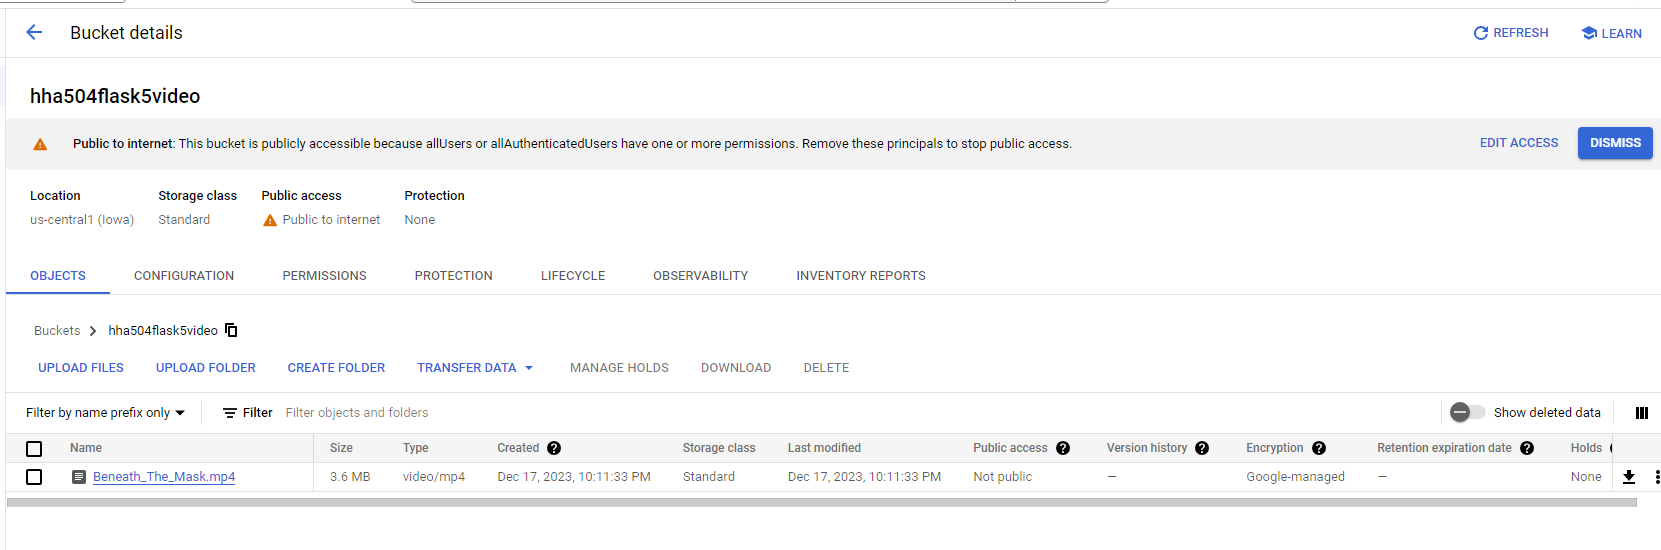 Bucket details
REFRESH LEARN
hha504flask5video
Public to internet: This bucket is publicly accessible because allUsers or allAuthenticatedUsers have one or more permissions. Remove these principals to stop public access. EDIT ACCESS DISMISS
Location Storage class Public access Protection
us-central1 (Iowa) Standard Public to internet None
OBJECTS CONFIGURATION PERMISSIONS PROTECTION LIFECYCLE OBSERVABILITY INVENTORY REPORTS
Buckets hha504flask5video
UPLOAD FILES UPLOAD FOLDER CREATE FOLDER TRANSFER DATA MANAGE HOLDS DOWNLOAD DELETE
Filter by name prefix only Filter Filter objects and folders Show deleted data
Name Size Type Created Storage class Last modified Public access Version history Encryption Retention expiration date Holds
Beneath_The_Mask.mp4 3.6 MB video/mp4 Dec 17, 2023, 10:11:33 PM Standard Dec 17, 2023, 10:11:33 PM Not public — Google-managed — None